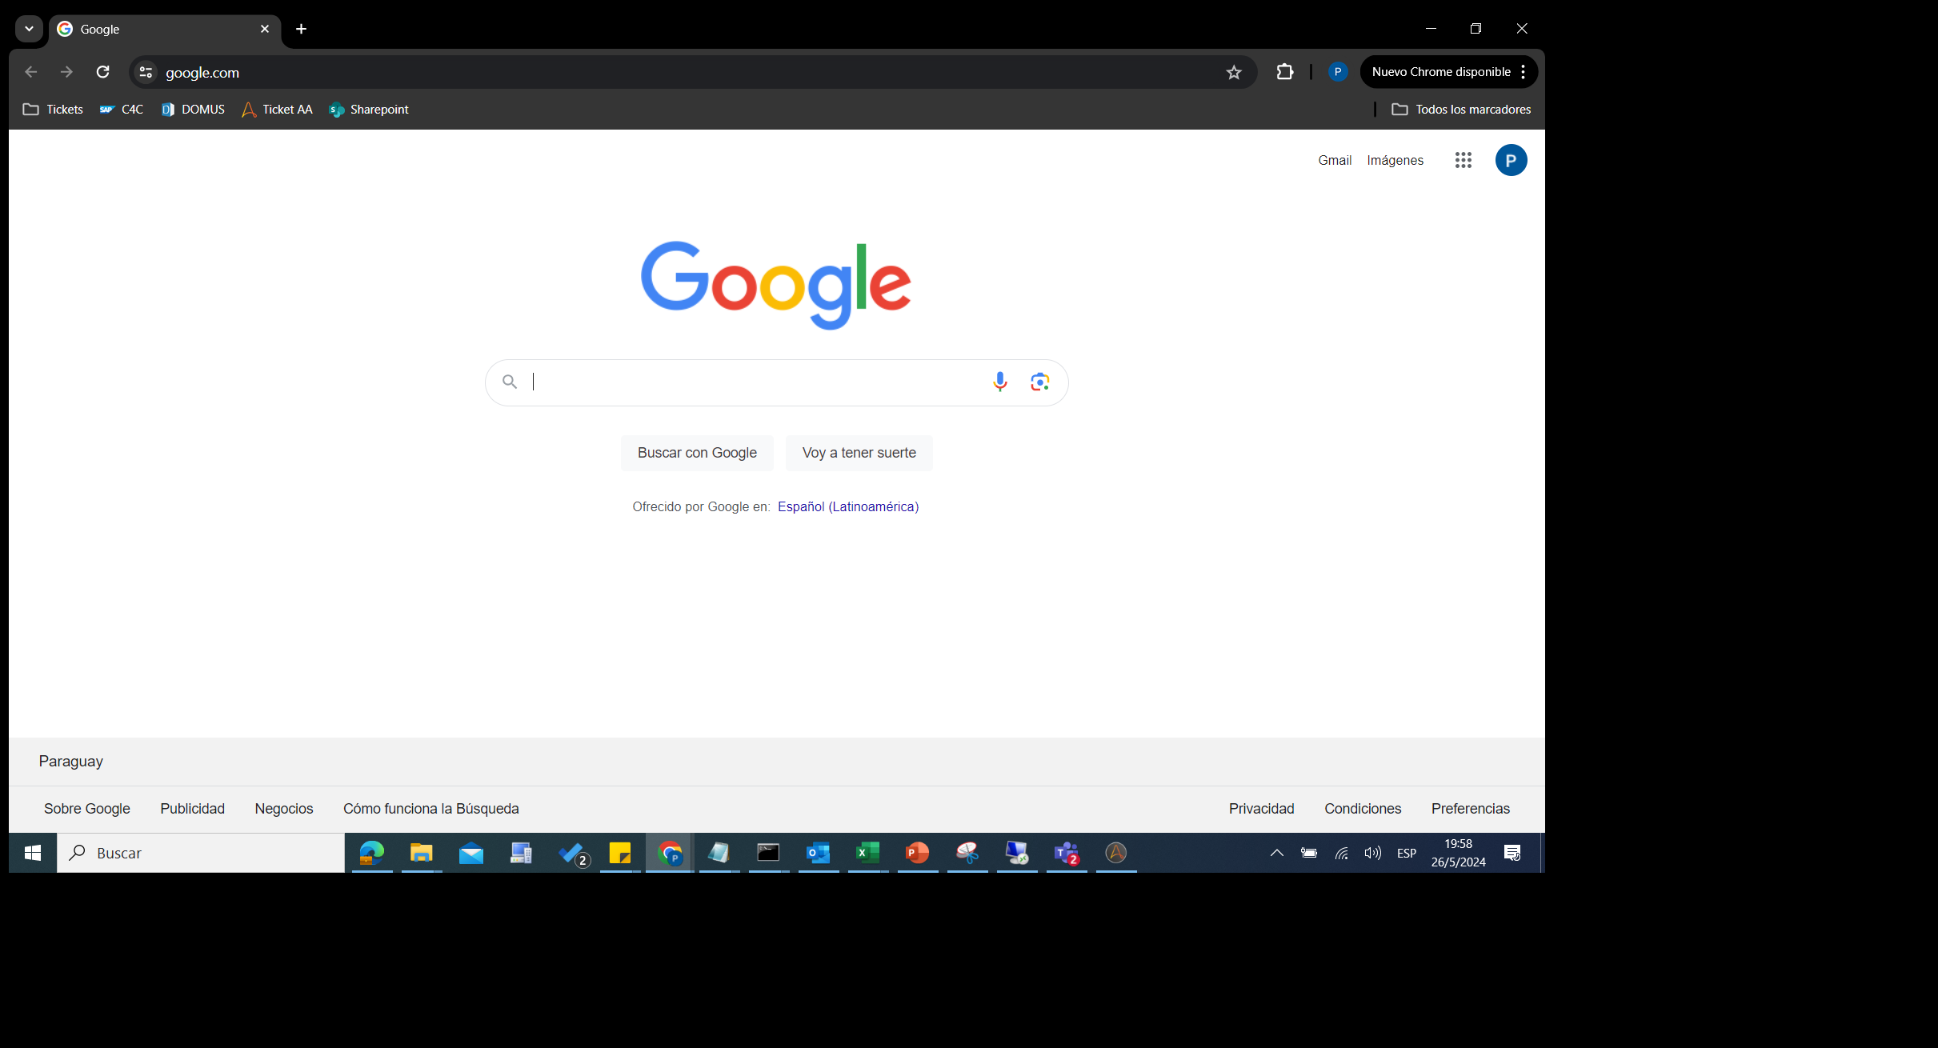 Google
google.com
Nuevo Chrome disponible
Tickets
C4C
DOMUS
Ticket AA
Sharepoint
Todos los marcadores
Gmail
Imágenes
P
Google
Buscar con Google
Voy a tener suerte
Ofrecido por Google en: Español (Latinoamérica)
Paraguay
Sobre Google
Publicidad
Negocios
Cómo funciona la Búsqueda
Privacidad
Condiciones
Preferencias
Buscar
2
2
ESP
19:58
26/5/2024